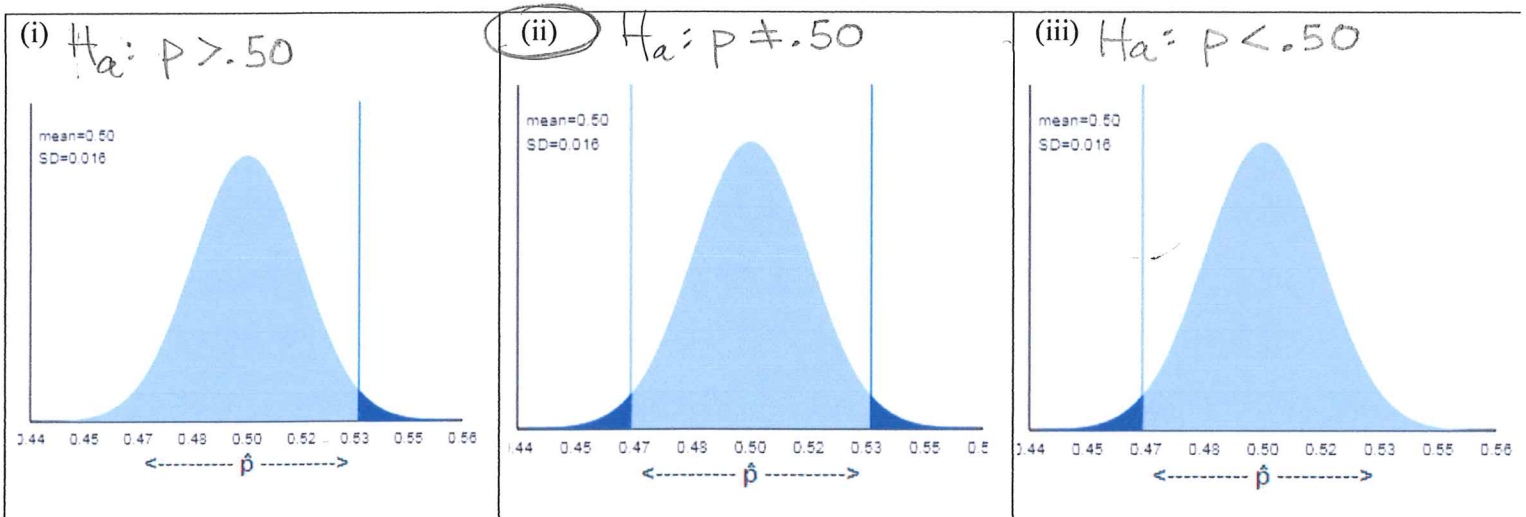 (i) Hₐ: p >.50
mean=0.50
SD=0.016
0.44 0.45 0.47 0.48 0.50 0.52 0.53 0.55 0.56
<---------- p̂ ---------->
(ii) Hₐ: p ≠ .50
mean=0.50
SD=0.016
.44 0.45 0.47 0.48 0.50 0.52 0.53 0.55 0.5
<---------- p̂ ---------->
(iii) Hₐ: p < .50
mean=0.50
SD=0.016
0.44 0.45 0.47 0.48 0.50 0.52 0.53 0.55 0.56
<---------- p̂ ---------->